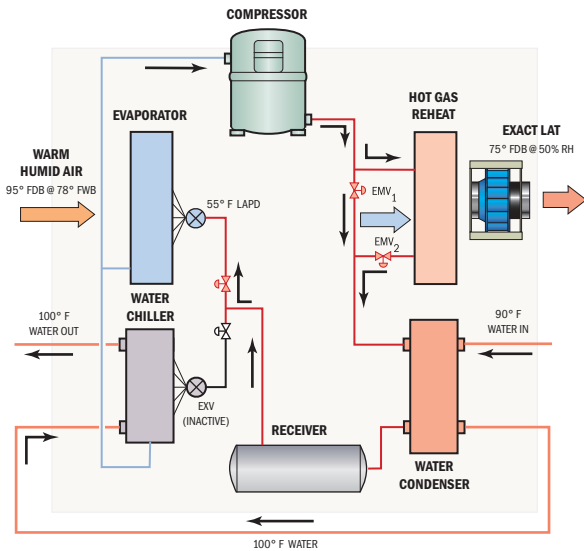 COMPRESSOR
EVAPORATOR
HOT GAS
REHEAT
EXACT LAT
75° FDB @ 50% RH
WARM
HUMID AIR
95° FDB @ 78° FWB
55° F LAPD
EMV1
EMV2
WATER
CHILLER
100° F
WATER OUT
90° F
WATER IN
EXV
(INACTIVE)
RECEIVER
WATER
CONDENSER
100° F WATER